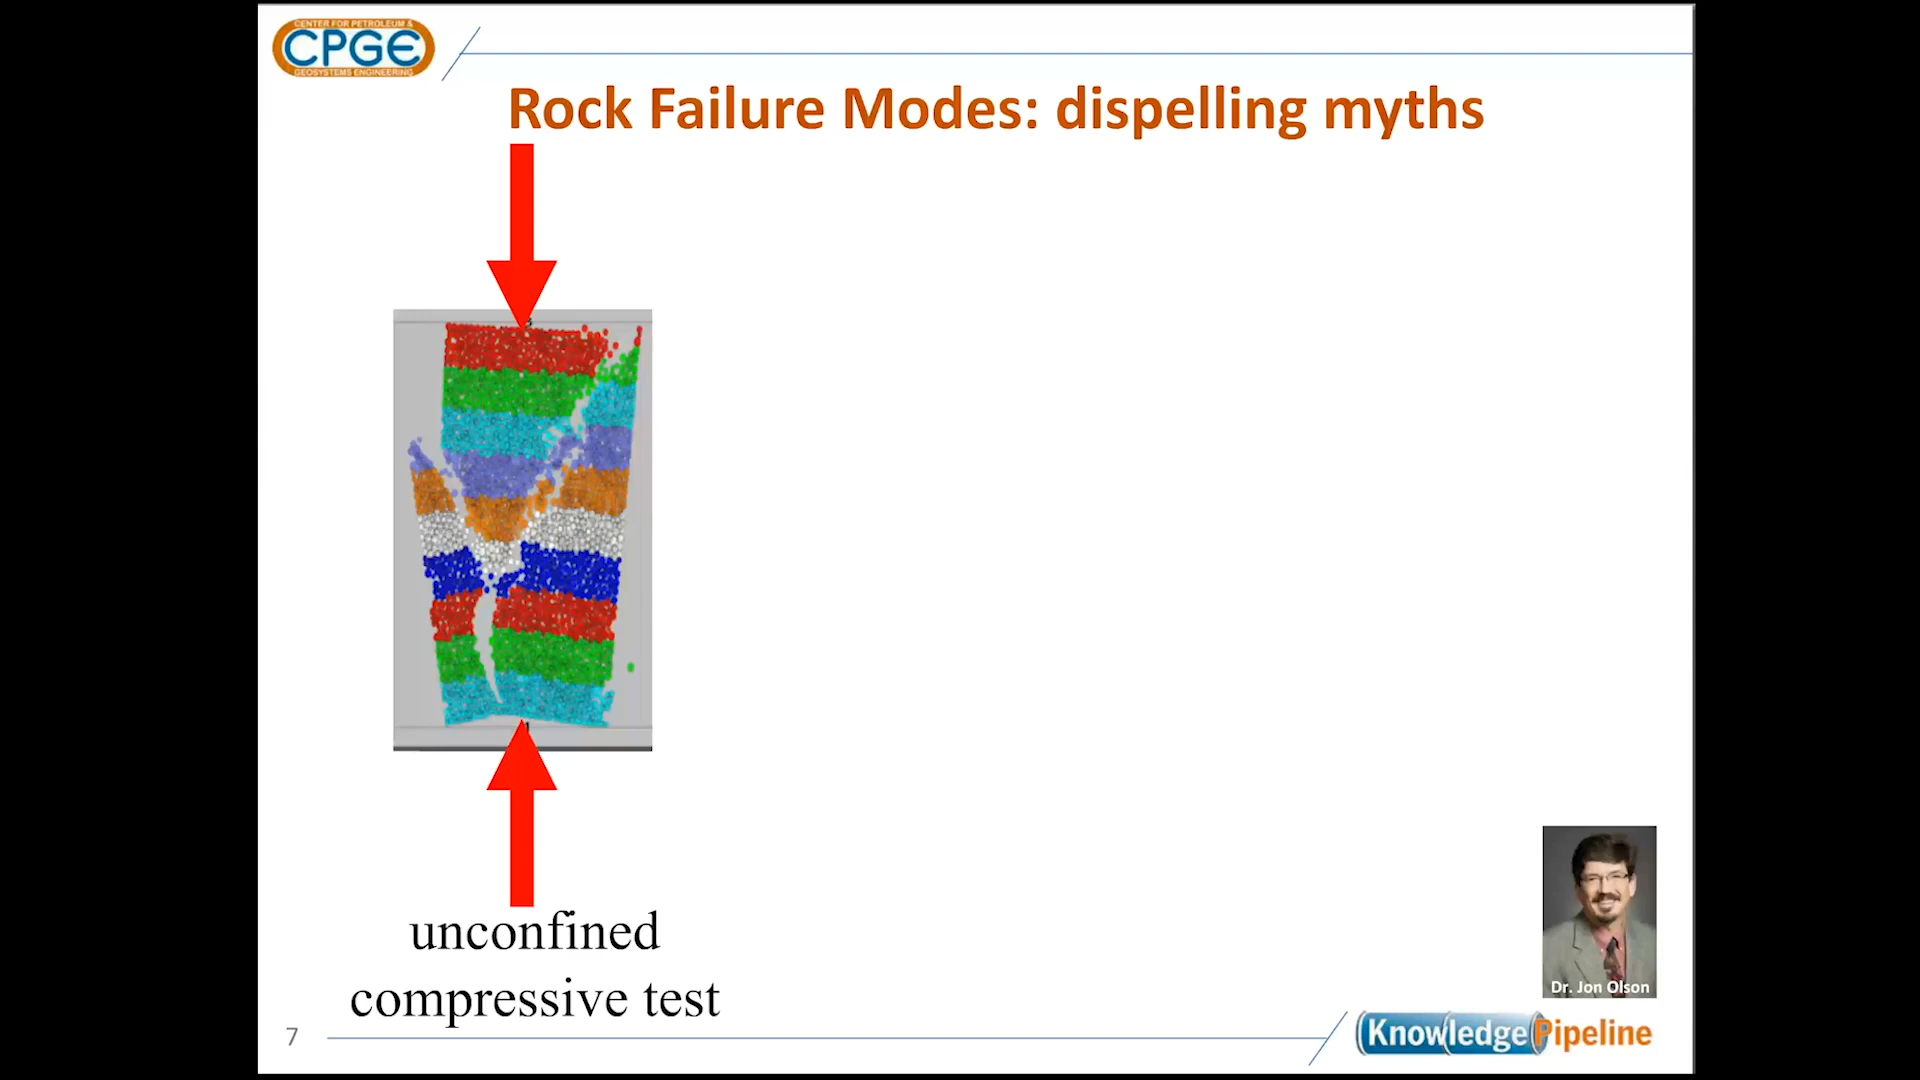 CENTER FOR PETROLEUM &
CPGE
GEOSYSTEMS ENGINEERING
Rock Failure Modes: dispelling myths
unconfined
compressive test
Dr. Jon Olson
7
Knowledge Pipeline